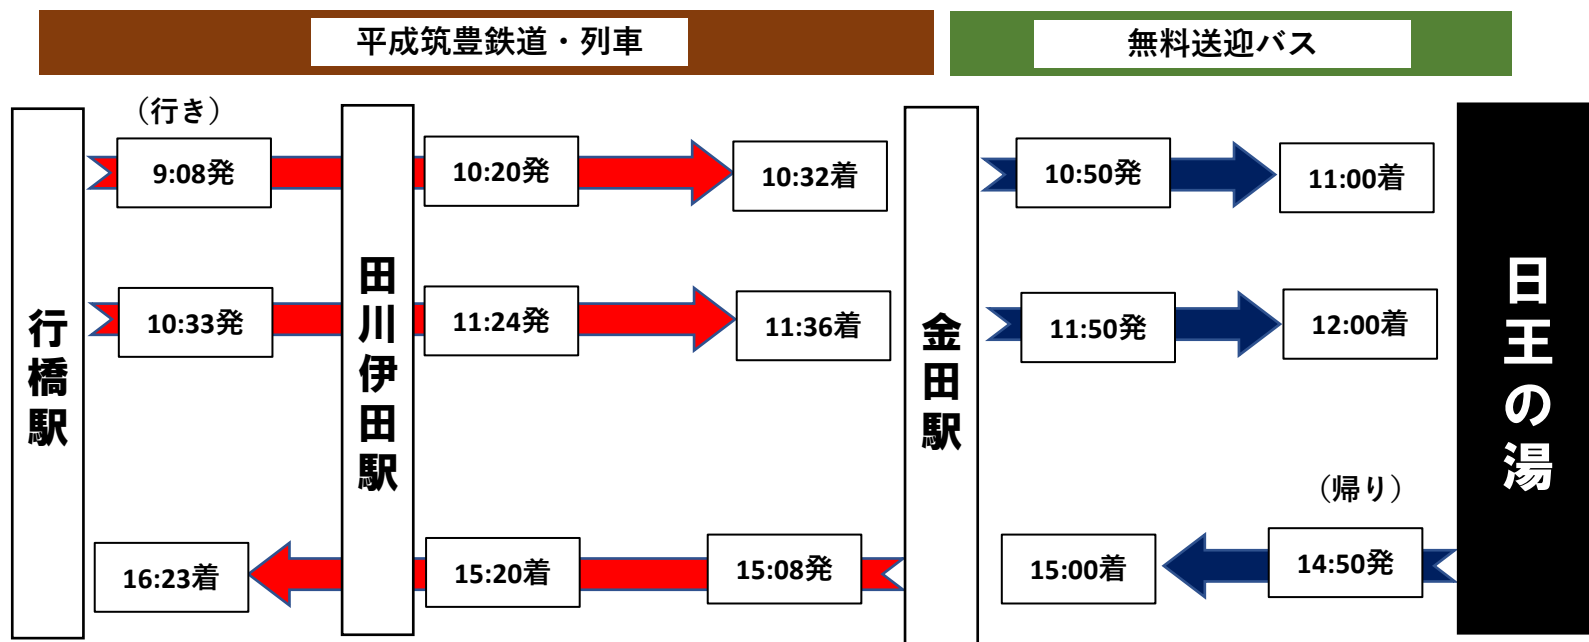 平成筑豊鉄道・列車
無料送迎バス
（行き）
行橋駅
9:08発
田川伊田駅
10:20発
10:32着
金田駅
10:50発
11:00着
日王の湯
10:33発
11:24発
11:36着
11:50発
12:00着
（帰り）
16:23着
15:20着
15:08発
15:00着
14:50発